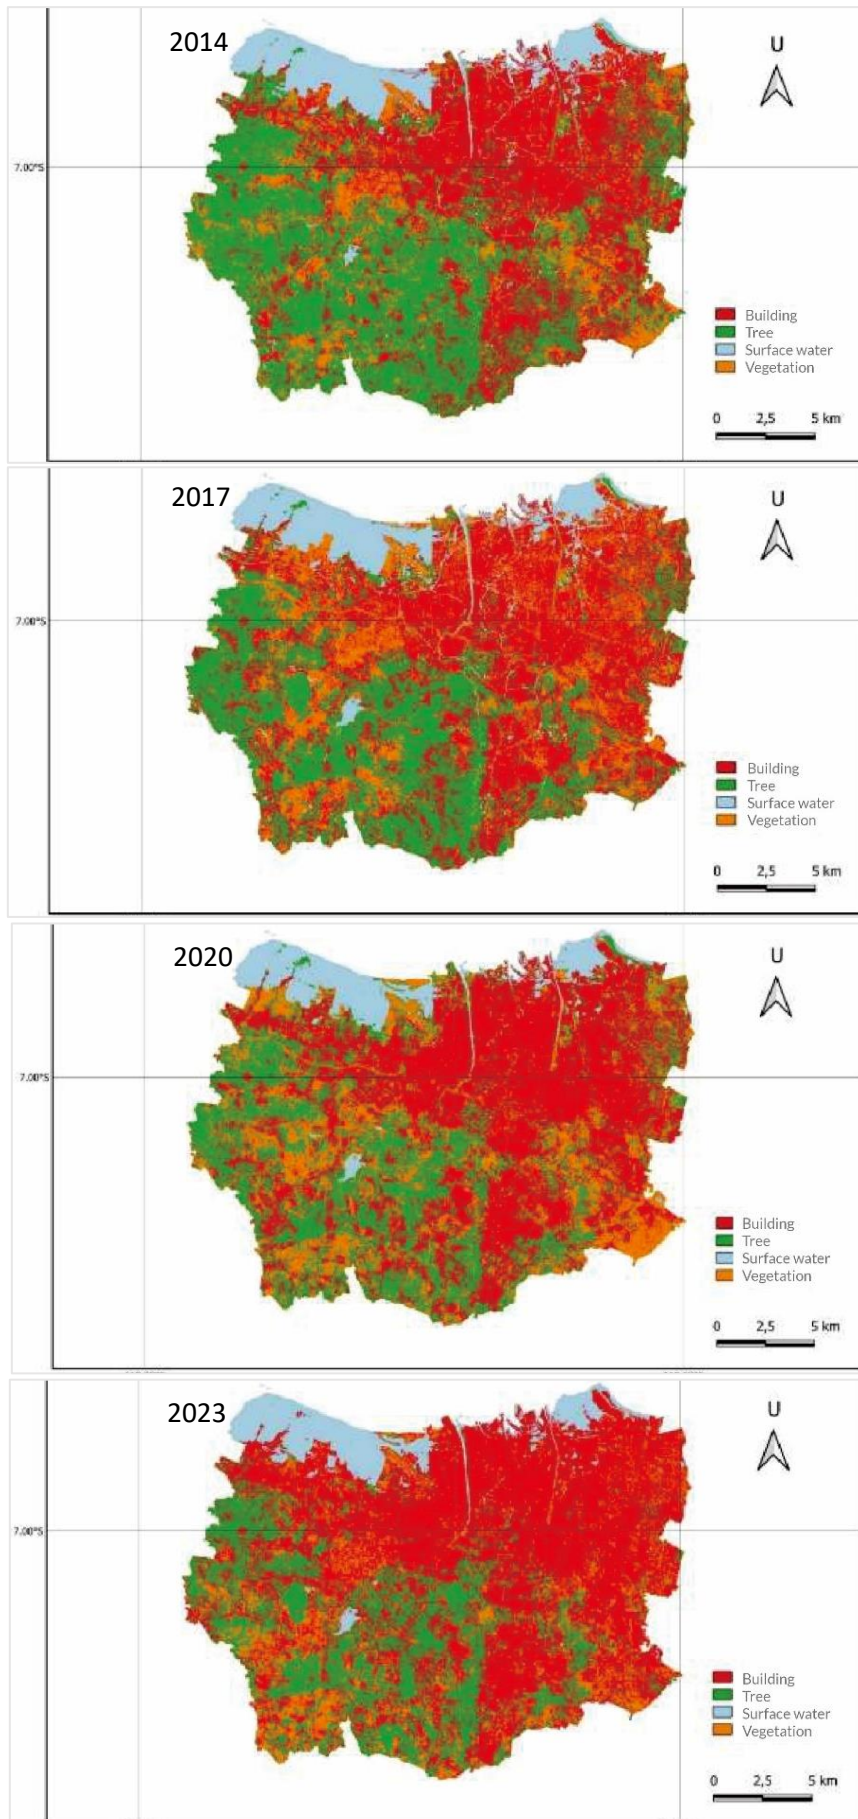 2014
U
7.00°S
Building
Tree
Surface water
Vegetation
0 2,5 5 km
2017
U
7.00°S
Building
Tree
Surface water
Vegetation
0 2,5 5 km
2020
U
7.00°S
Building
Tree
Surface water
Vegetation
0 2,5 5 km
2023
U
7.00°S
Building
Tree
Surface water
Vegetation
0 2,5 5 km